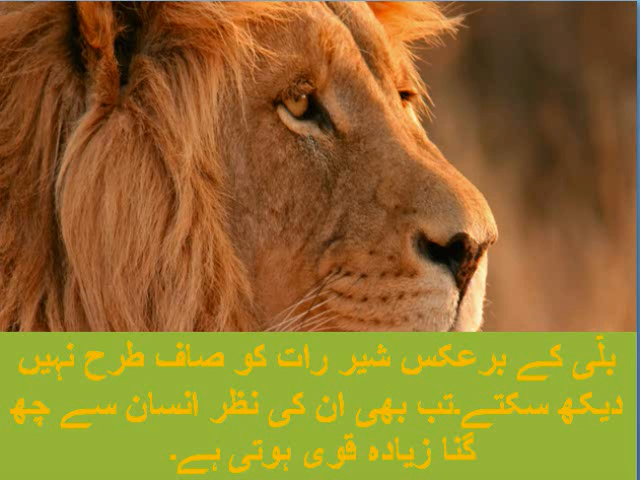 بلّی کے برعکس شیر رات کو صاف طرح نہیں
دیکھ سکتے۔تب بھی ان کی نظر انسان سے چھ
گنا زیادہ قوی ہوتی ہے۔